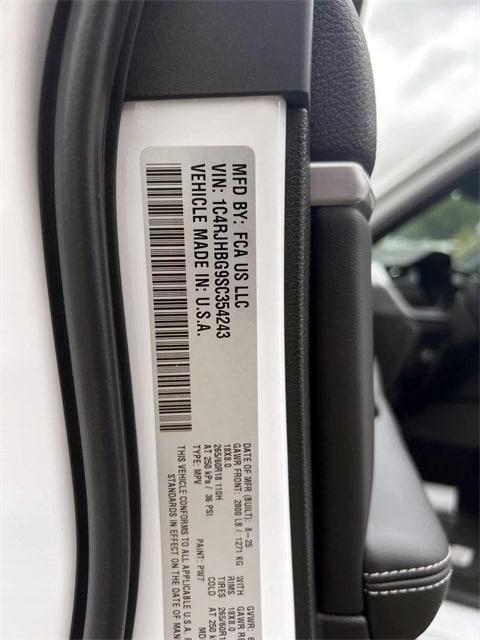 MFD BY: FCA US LLC
VIN: 1C4RJHBG9SC354243
VEHICLE MADE IN: U.S.A.
DATE OF MFR (BUILT): 8-25
GAWR FRONT: 2800 LB / 1271 KG WITH
18X8.0 RIMS
265/60R18 110H TIRES
AT 250 kPa / 36 PSI COLD
TYPE: MPV PAINT: PW7
THIS VEHICLE CONFORMS TO ALL APPLICABLE U.S.A.
STANDARDS IN EFFECT ON THE DATE OF
GVWR:
GAWR
18X8.0
AT 250